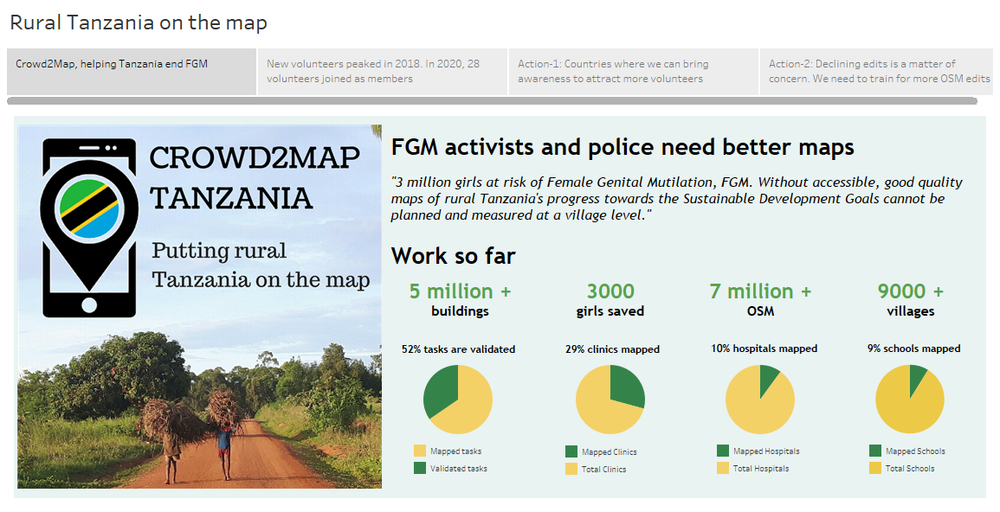 Rural Tanzania on the map
Crowd2Map, helping Tanzania end FGM
New volunteers peaked in 2018. In 2020, 28
volunteers joined as members
Action-1: Countries where we can bring
awareness to attract more volunteers
Action-2: Declining edits is a matter of
concern. We need to train for more OSM edits
CROWD2MAP
TANZANIA
Putting rural
Tanzania on the map
FGM activists and police need better maps
"3 million girls at risk of Female Genital Mutilation, FGM. Without accessible, good quality
maps of rural Tanzania's progress towards the Sustainable Development Goals cannot be
planned and measured at a village level."
Work so far
5 million +
buildings
3000
girls saved
7 million +
OSM
9000 +
villages
52% tasks are validated
Mapped tasks
Validated tasks
29% clinics mapped
Mapped Clinics
Total Clinics
10% hospitals mapped
Mapped Hospitals
Total Hospitals
9% schools mapped
Mapped Schools
Total Schools